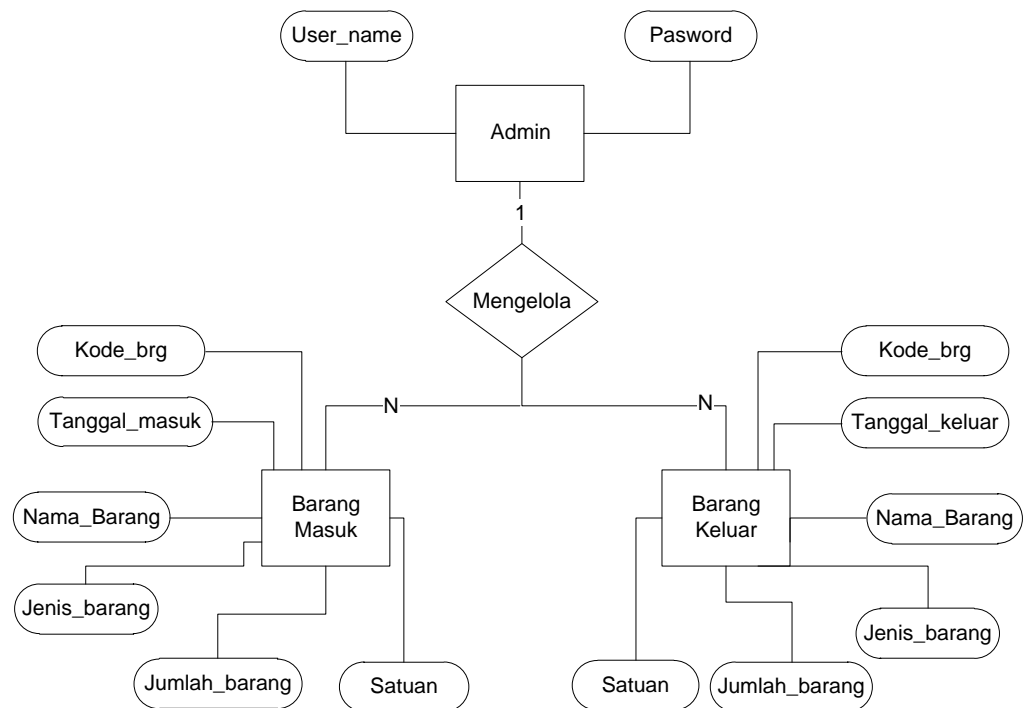 User_name
Pasword
Admin
1
Mengelola
Kode_brg
Kode_brg
N
N
Tanggal_masuk
Tanggal_keluar
Barang
Masuk
Barang
Keluar
Nama_Barang
Nama_Barang
Jenis_barang
Jenis_barang
Jumlah_barang
Satuan
Satuan
Jumlah_barang